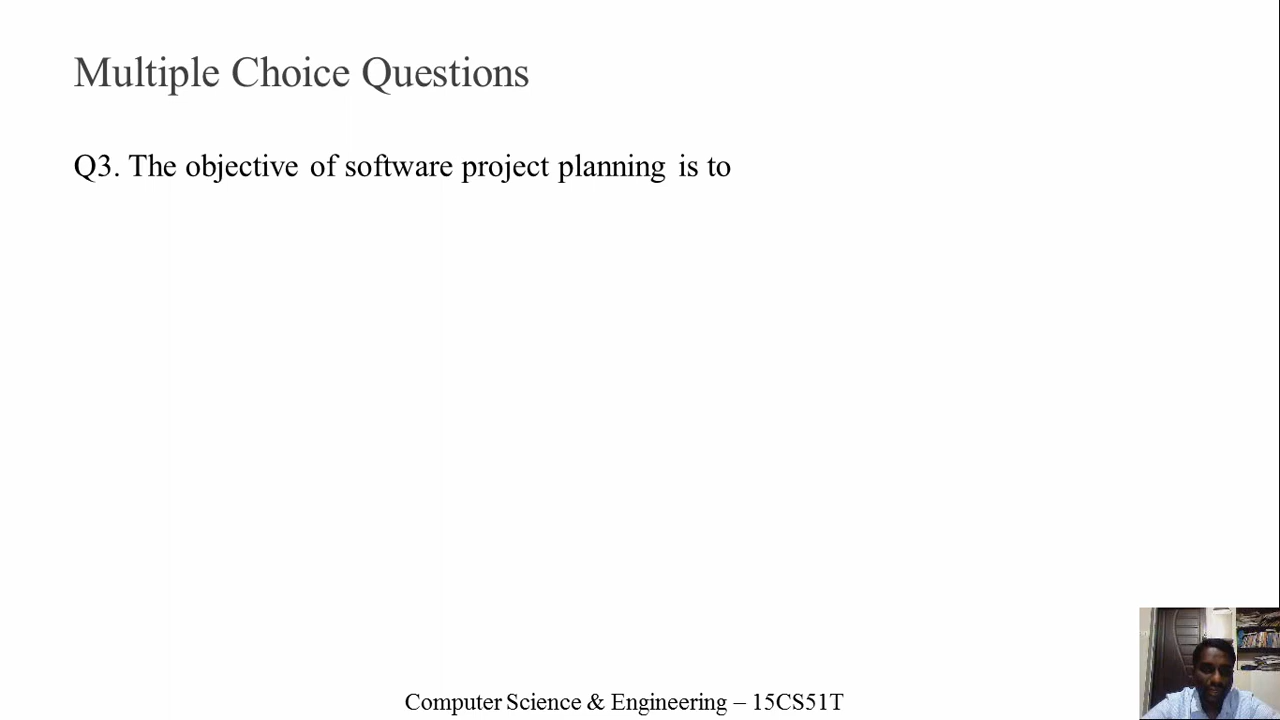 Multiple Choice Questions
Q3. The objective of software project planning is to
Computer Science & Engineering – 15CS51T